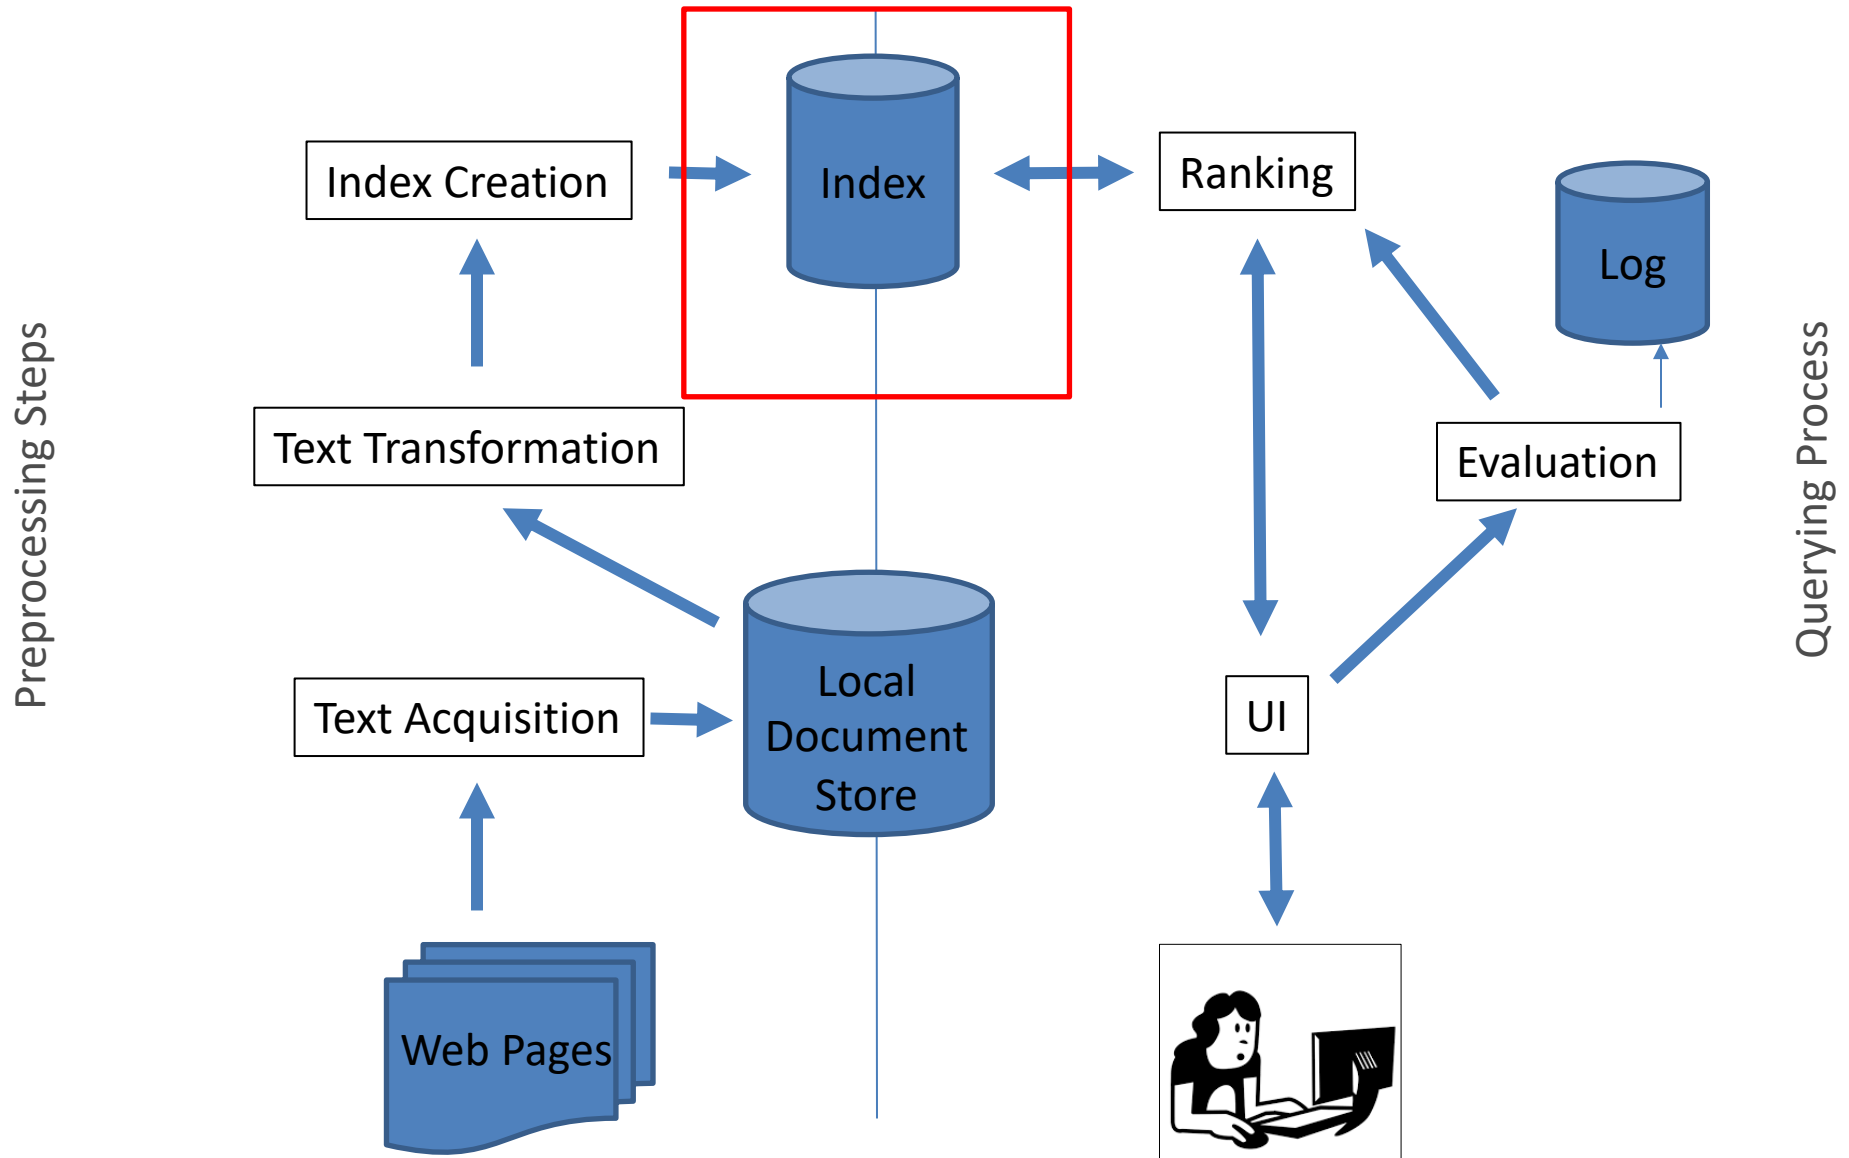 Preprocessing Steps
Index Creation
Index
Ranking
Log
Text Transformation
Evaluation
Querying Process
Text Acquisition
Local
Document
Store
UI
Web Pages